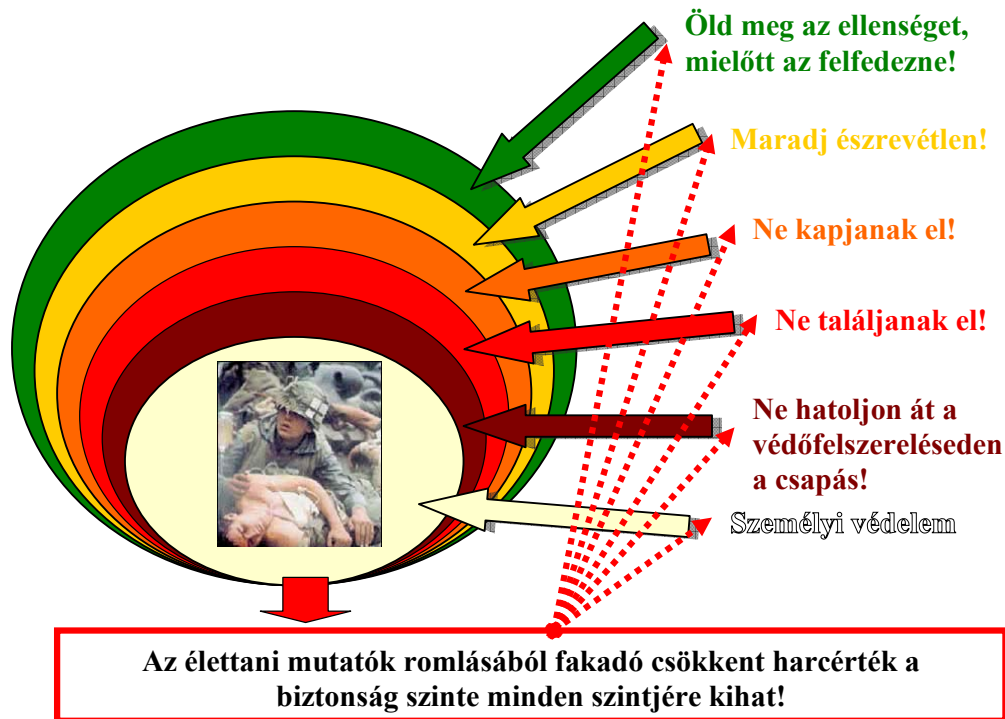 Öld meg az ellenséget,
mielőtt az felfedezne!
Maradj észrevétlen!
Ne kapjanak el!
Ne találjanak el!
Ne hatoljon át a
védőfelszereléseden
a csapás!
Személyi védelem
Az élettani mutatók romlásából fakadó csökkent harcérték a
biztonság szinte minden szintjére kihat!